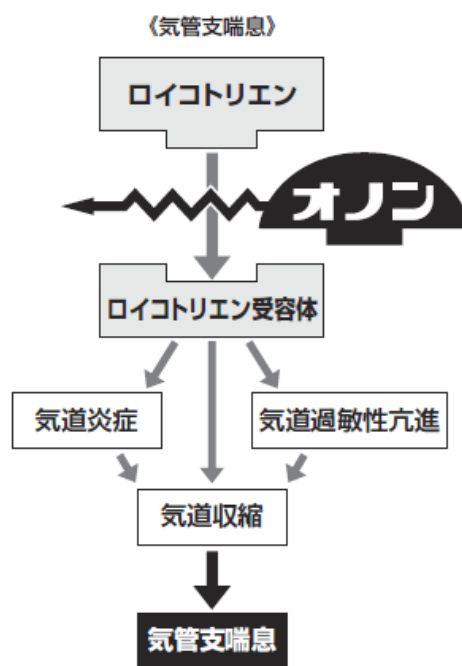 《気管支喘息》
ロイコトリエン
オノン
ロイコトリエン受容体
気道炎症
気道過敏性亢進
気道収縮
気管支喘息